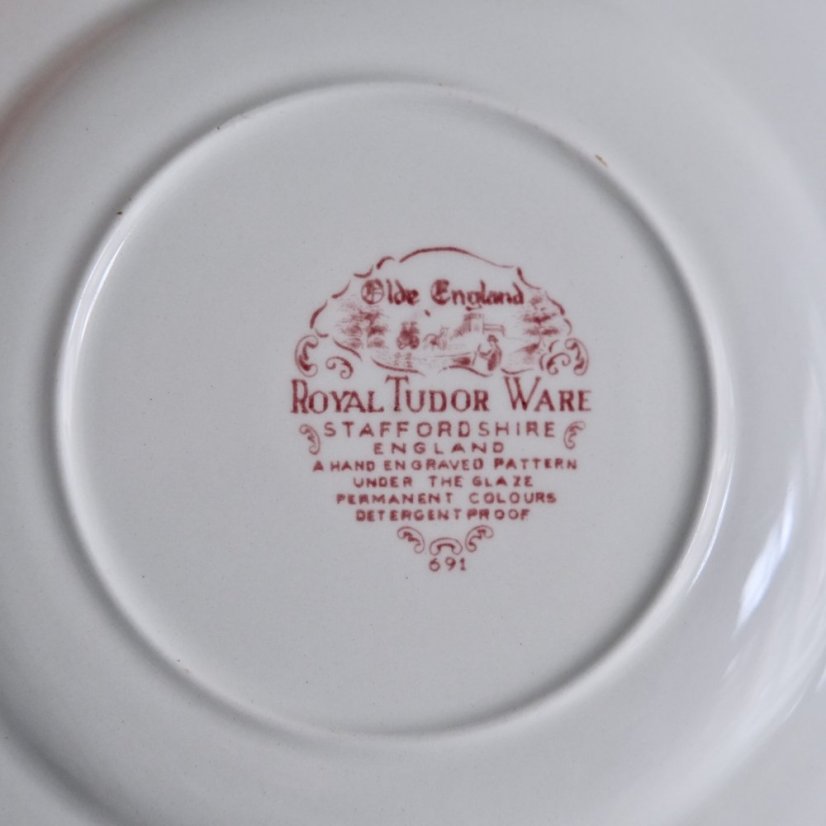 Olde England
ROYAL TUDOR WARE
STAFFORDSHIRE
ENGLAND
A HAND ENGRAVED PATTERN
UNDER THE GLAZE
PERMANENT COLOURS
DETERGENT PROOF
691